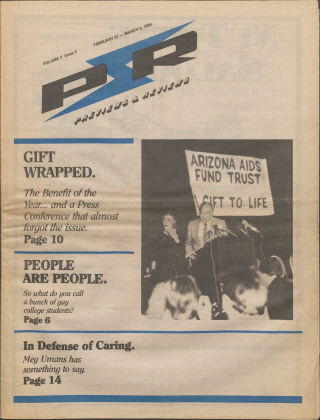 VOLUME 9 Issue 5
FEBRUARY 27 — MARCH 5, 1986
P R
PREVIEWS & REVIEWS
GIFT
WRAPPED.
The Benefit of the
Year... and a Press
Conference that almost
forgot the issue.
Page 10
PEOPLE
ARE PEOPLE.
So what do you call
a bunch of gay
college students?
Page 6
In Defense of Caring.
Meg Umans has
something to say.
Page 14
ARIZONA AIDS
FUND TRUST
GIFT TO LIFE